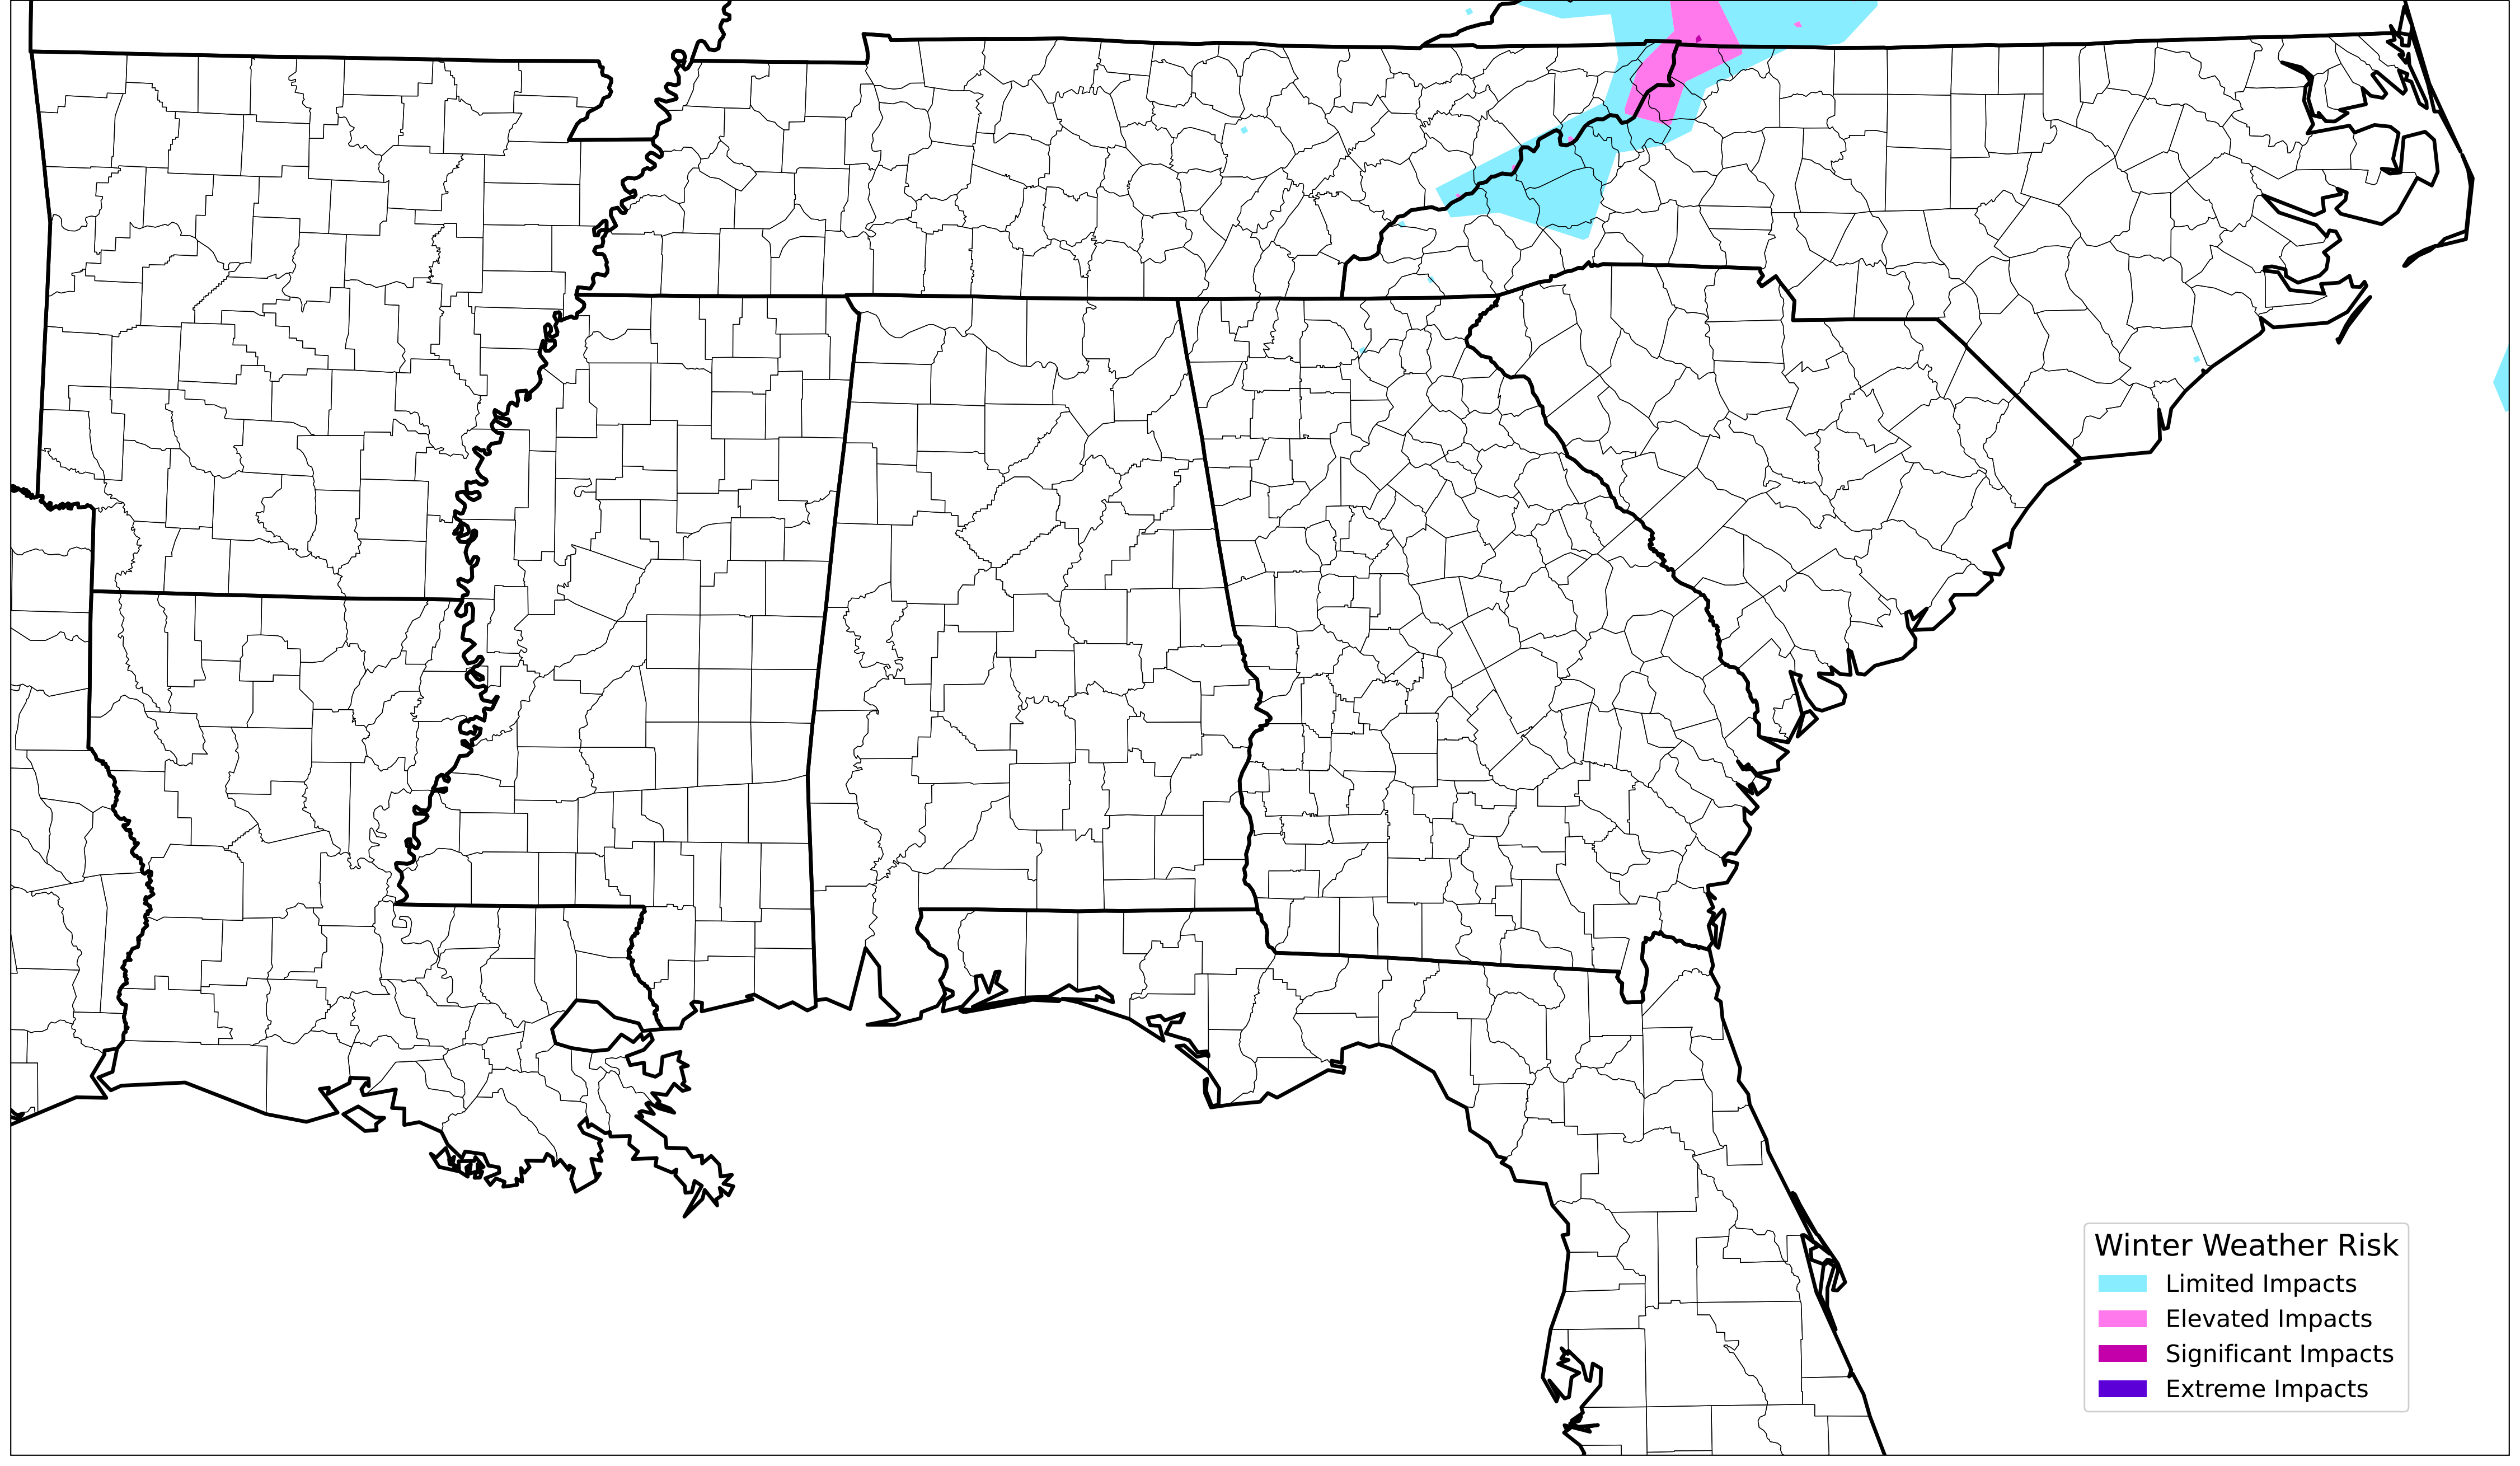 Winter Weather Risk
Limited Impacts
Elevated Impacts
Significant Impacts
Extreme Impacts